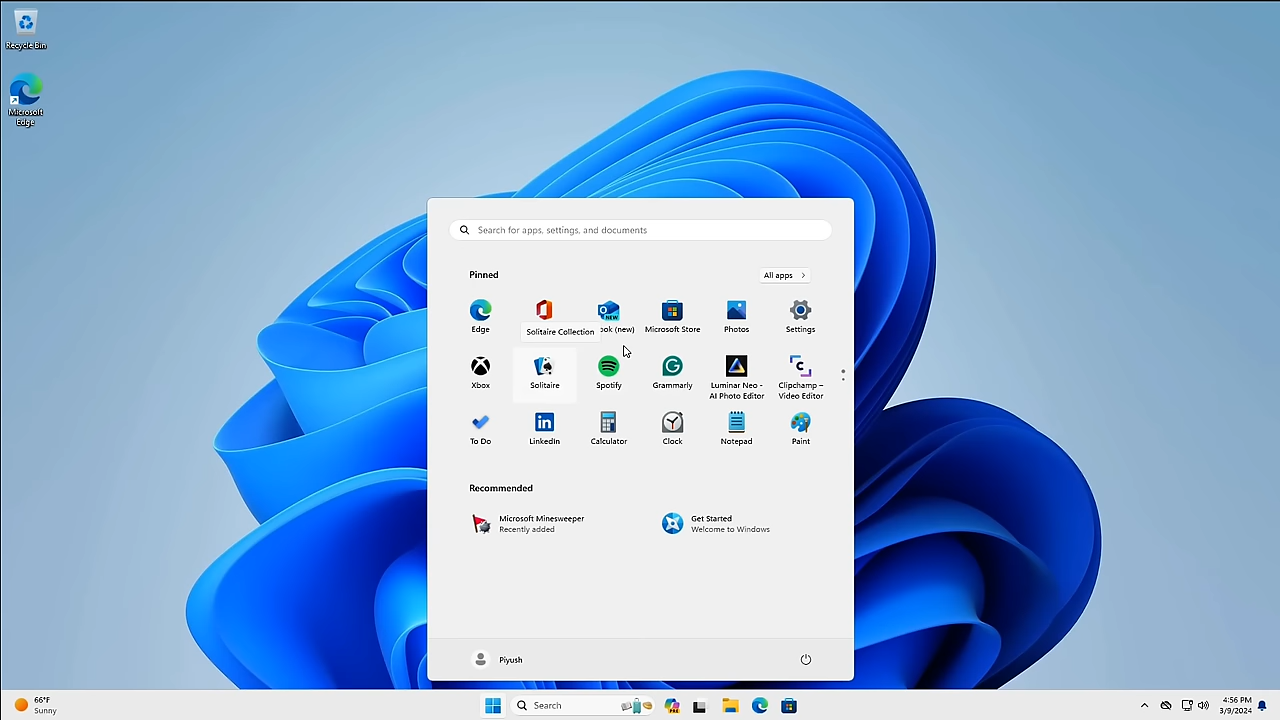 Recycle Bin
Microsoft
Edge
Search for apps, settings, and documents
Pinned
All apps
Edge
Solitaire Collection
ook (new)
NEW
Microsoft Store
Photos
Settings
Xbox
Solitaire
Spotify
Grammarly
Luminar Neo -
AI Photo Editor
Clipchamp –
Video Editor
To Do
LinkedIn
Calculator
Clock
Notepad
Paint
Recommended
Microsoft Minesweeper
Recently added
Get Started
Welcome to Windows
Piyush
66°F
Sunny
Search
PRE
4:56 PM
3/9/2024